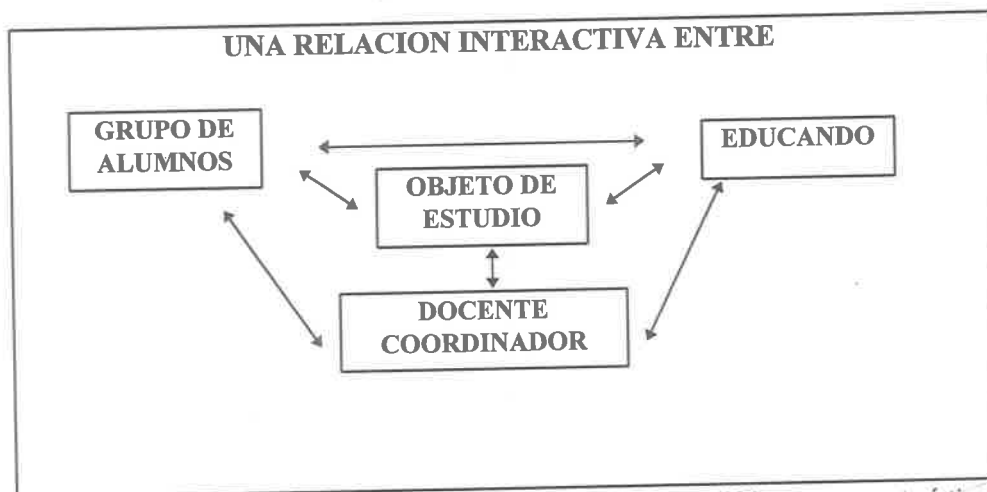 UNA RELACION INTERACTIVA ENTRE
GRUPO DE
ALUMNOS
EDUCANDO
OBJETO DE
ESTUDIO
DOCENTE
COORDINADOR